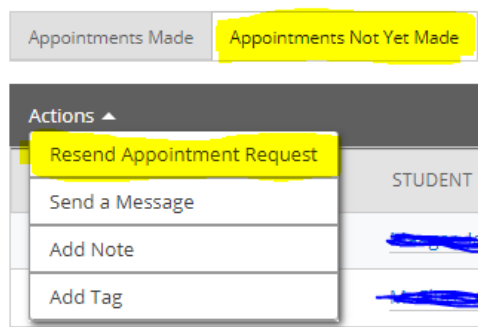 Appointments Made Appointments Not Yet Made
Actions
Resend Appointment Request
STUDENT
Send a Message
Add Note
Add Tag